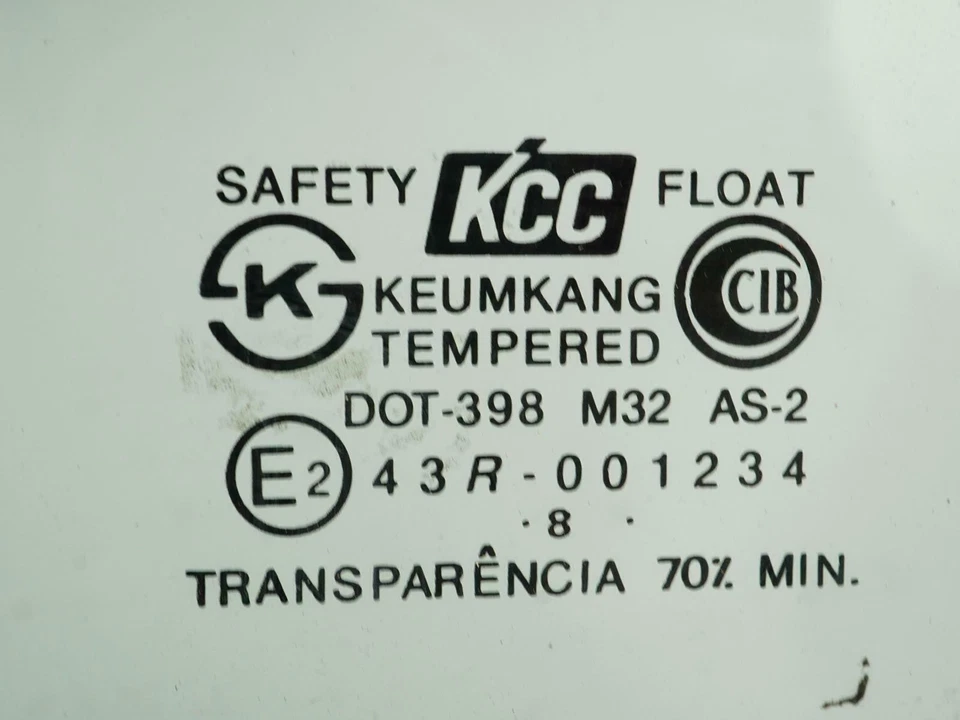 SAFETY KCC FLOAT
K KEUMKANG CIB
TEMPERED
DOT-398 M32 AS-2
E2 43R-001234
·8 ·
TRANSPARÊNCIA 70% MIN.